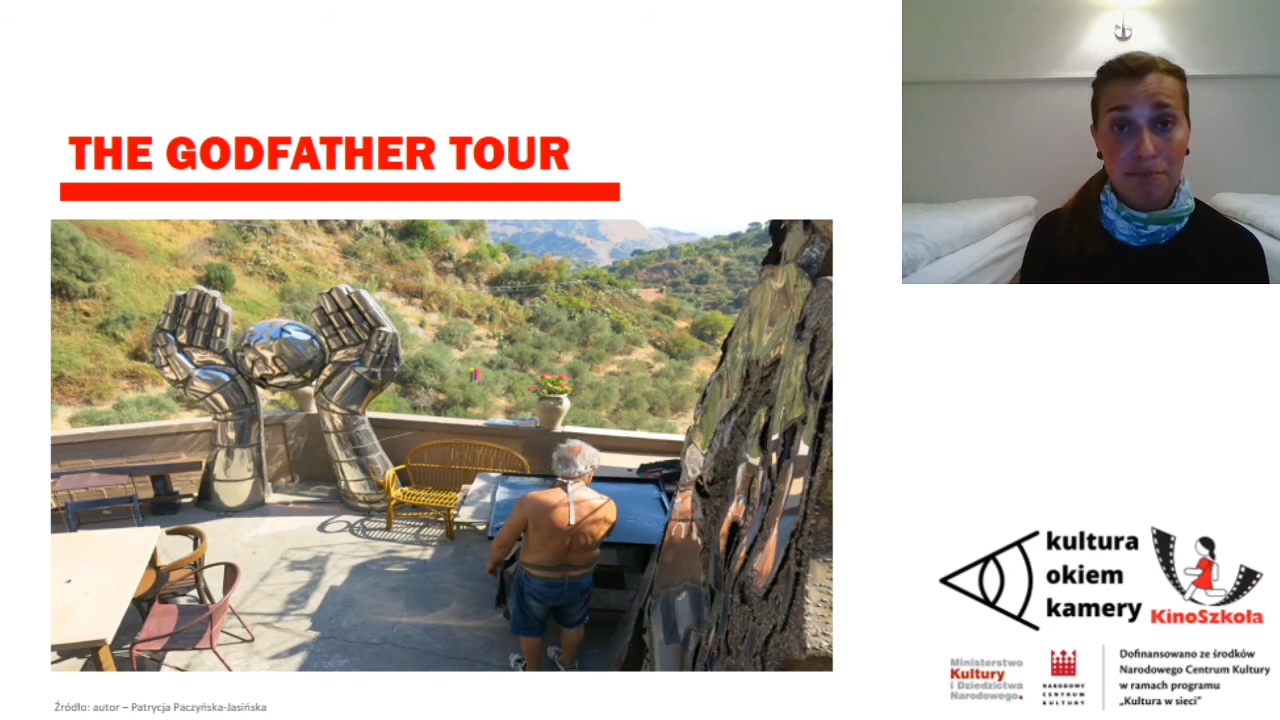 THE GODFATHER TOUR
kultura
okiem
kamery
KinoSzkoła
Ministerstwo
Kultury
i Dziedzictwa
Narodowego.
NARODOWE
CENTRUM
KULTURY
Dofinansowano ze środków
Narodowego Centrum Kultury
w ramach programu
„Kultura w sieci”
Źródło: autor – Patrycja Paczyńska-Jasińska